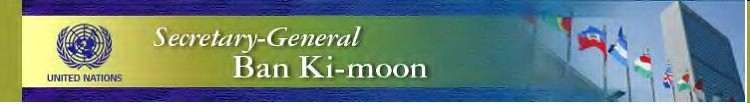 Secretary-General
Ban Ki-moon
UNITED NATIONS